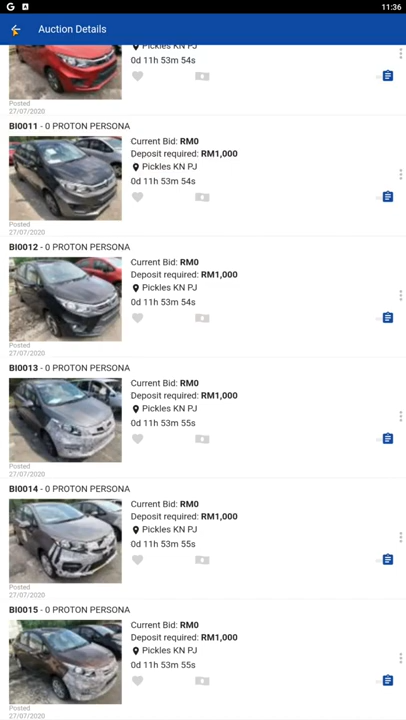 11:36
Auction Details
Pickles KN PJ
0d 11h 53m 54s
Posted
27/07/2020
BI0011 - 0 PROTON PERSONA
Current Bid: RM0
Deposit required: RM1,000
Pickles KN PJ
0d 11h 53m 54s
Posted
27/07/2020
BI0012 - 0 PROTON PERSONA
Current Bid: RM0
Deposit required: RM1,000
Pickles KN PJ
0d 11h 53m 54s
Posted
27/07/2020
BI0013 - 0 PROTON PERSONA
Current Bid: RM0
Deposit required: RM1,000
Pickles KN PJ
0d 11h 53m 55s
Posted
27/07/2020
BI0014 - 0 PROTON PERSONA
Current Bid: RM0
Deposit required: RM1,000
Pickles KN PJ
0d 11h 53m 55s
Posted
27/07/2020
BI0015 - 0 PROTON PERSONA
Current Bid: RM0
Deposit required: RM1,000
Pickles KN PJ
0d 11h 53m 55s